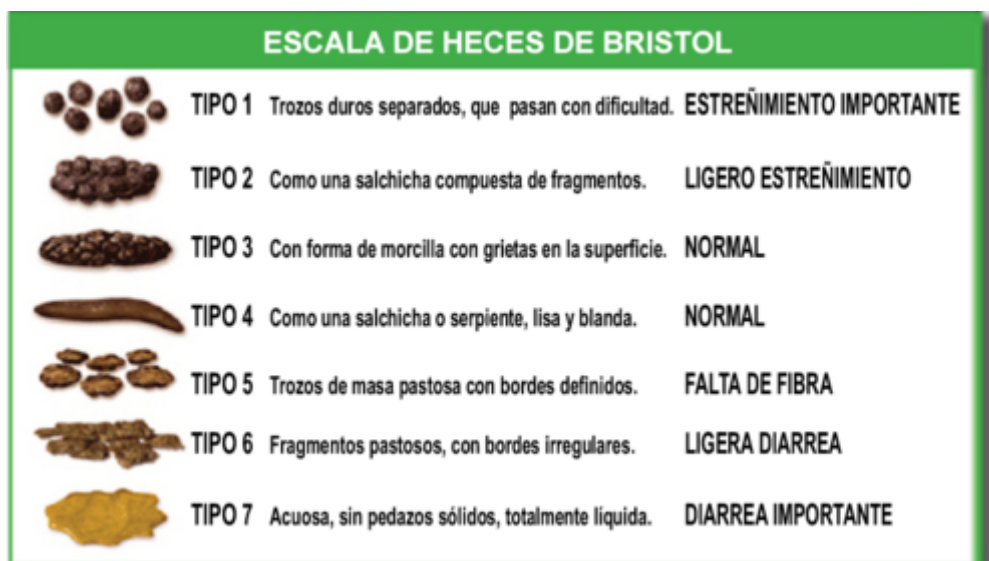 ESCALA DE HECES DE BRISTOL
TIPO 1 Trozos duros separados, que pasan con dificultad. ESTREÑIMIENTO IMPORTANTE
TIPO 2 Como una salchicha compuesta de fragmentos. LIGERO ESTREÑIMIENTO
TIPO 3 Con forma de morcilla con grietas en la superficie. NORMAL
TIPO 4 Como una salchicha o serpiente, lisa y blanda. NORMAL
TIPO 5 Trozos de masa pastosa con bordes definidos. FALTA DE FIBRA
TIPO 6 Fragmentos pastosos, con bordes irregulares. LIGERA DIARREA
TIPO 7 Acuosa, sin pedazos sólidos, totalmente líquida. DIARREA IMPORTANTE